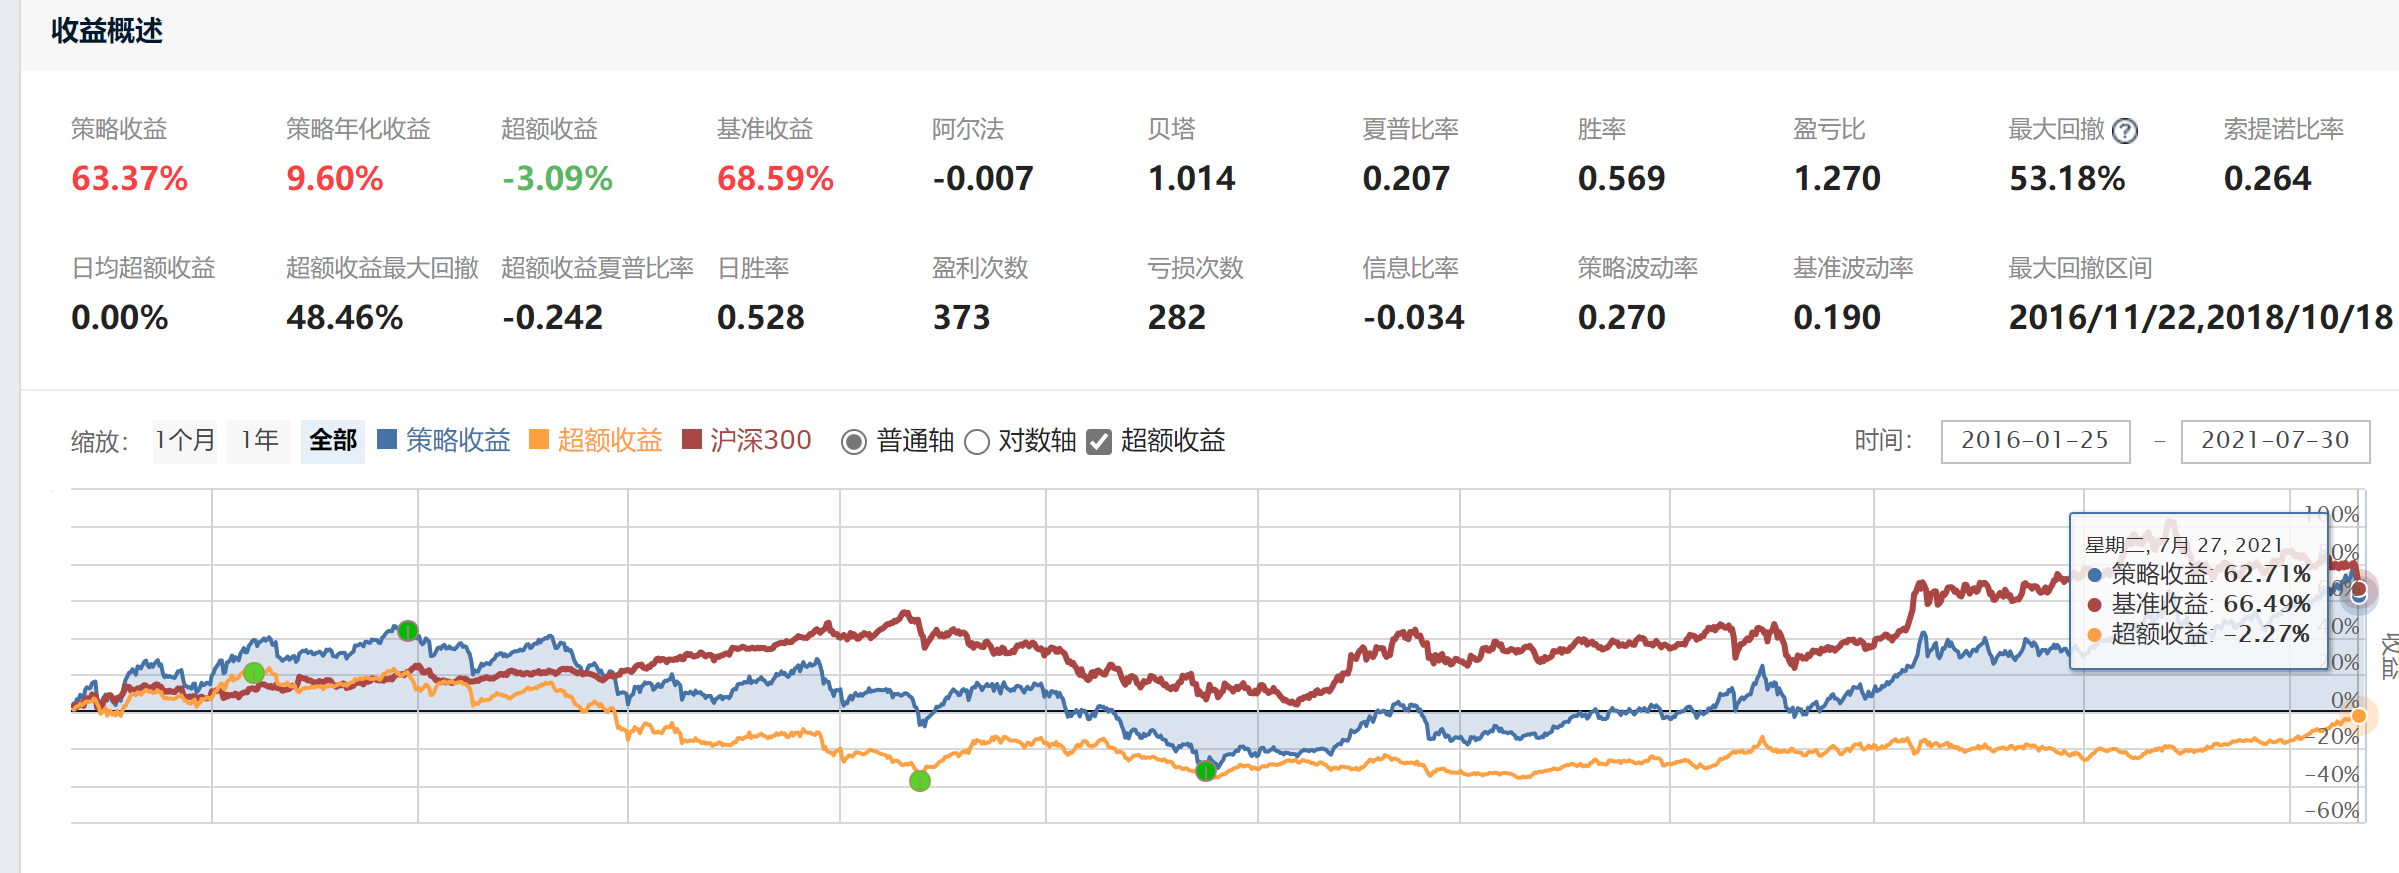 收益概述
策略收益 策略年化收益 超额收益 基准收益 阿尔法 贝塔 夏普比率 胜率 盈亏比 最大回撤 ? 索提诺比率
63.37% 9.60% -3.09% 68.59% -0.007 1.014 0.207 0.569 1.270 53.18% 0.264
日均超额收益 超额收益最大回撤 超额收益夏普比率 日胜率 盈利次数 亏损次数 信息比率 策略波动率 基准波动率 最大回撤区间
0.00% 48.46% -0.242 0.528 373 282 -0.034 0.270 0.190 2016/11/22,2018/10/18
缩放: 1个月 1年 全部 策略收益 超额收益 沪深300 普通轴 对数轴 超额收益 时间: 2016-01-25 - 2021-07-30
100%
星期二, 7月 27, 2021
80%
策略收益: 62.71%
60%
基准收益: 66.49%
40%
超额收益: -2.27%
收益
20%
0%
-20%
-40%
-60%